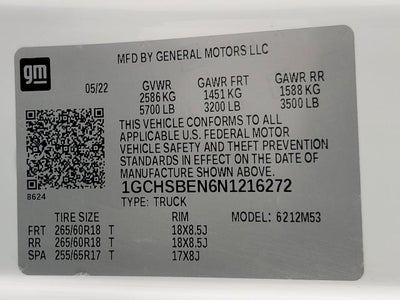 gm
MFD BY GENERAL MOTORS LLC
05/22 GVWR GAWR FRT GAWR RR
2586 KG 1451 KG 1588 KG
5700 LB 3200 LB 3500 LB
THIS VEHICLE CONFORMS TO ALL
APPLICABLE U.S. FEDERAL MOTOR
VEHICLE SAFETY AND THEFT PREVENTION
STANDARDS IN EFFECT ON THE DATE OF
MANUFACTURE SHOWN ABOVE.
8624
1GCHSBEN6N1216272
TYPE: TRUCK
TIRE SIZE RIM MODEL: 6212M53
FRT 265/60R18 T 18X8.5J
RR 265/60R18 T 18X8.5J
SPA 255/65R17 T 17X8J